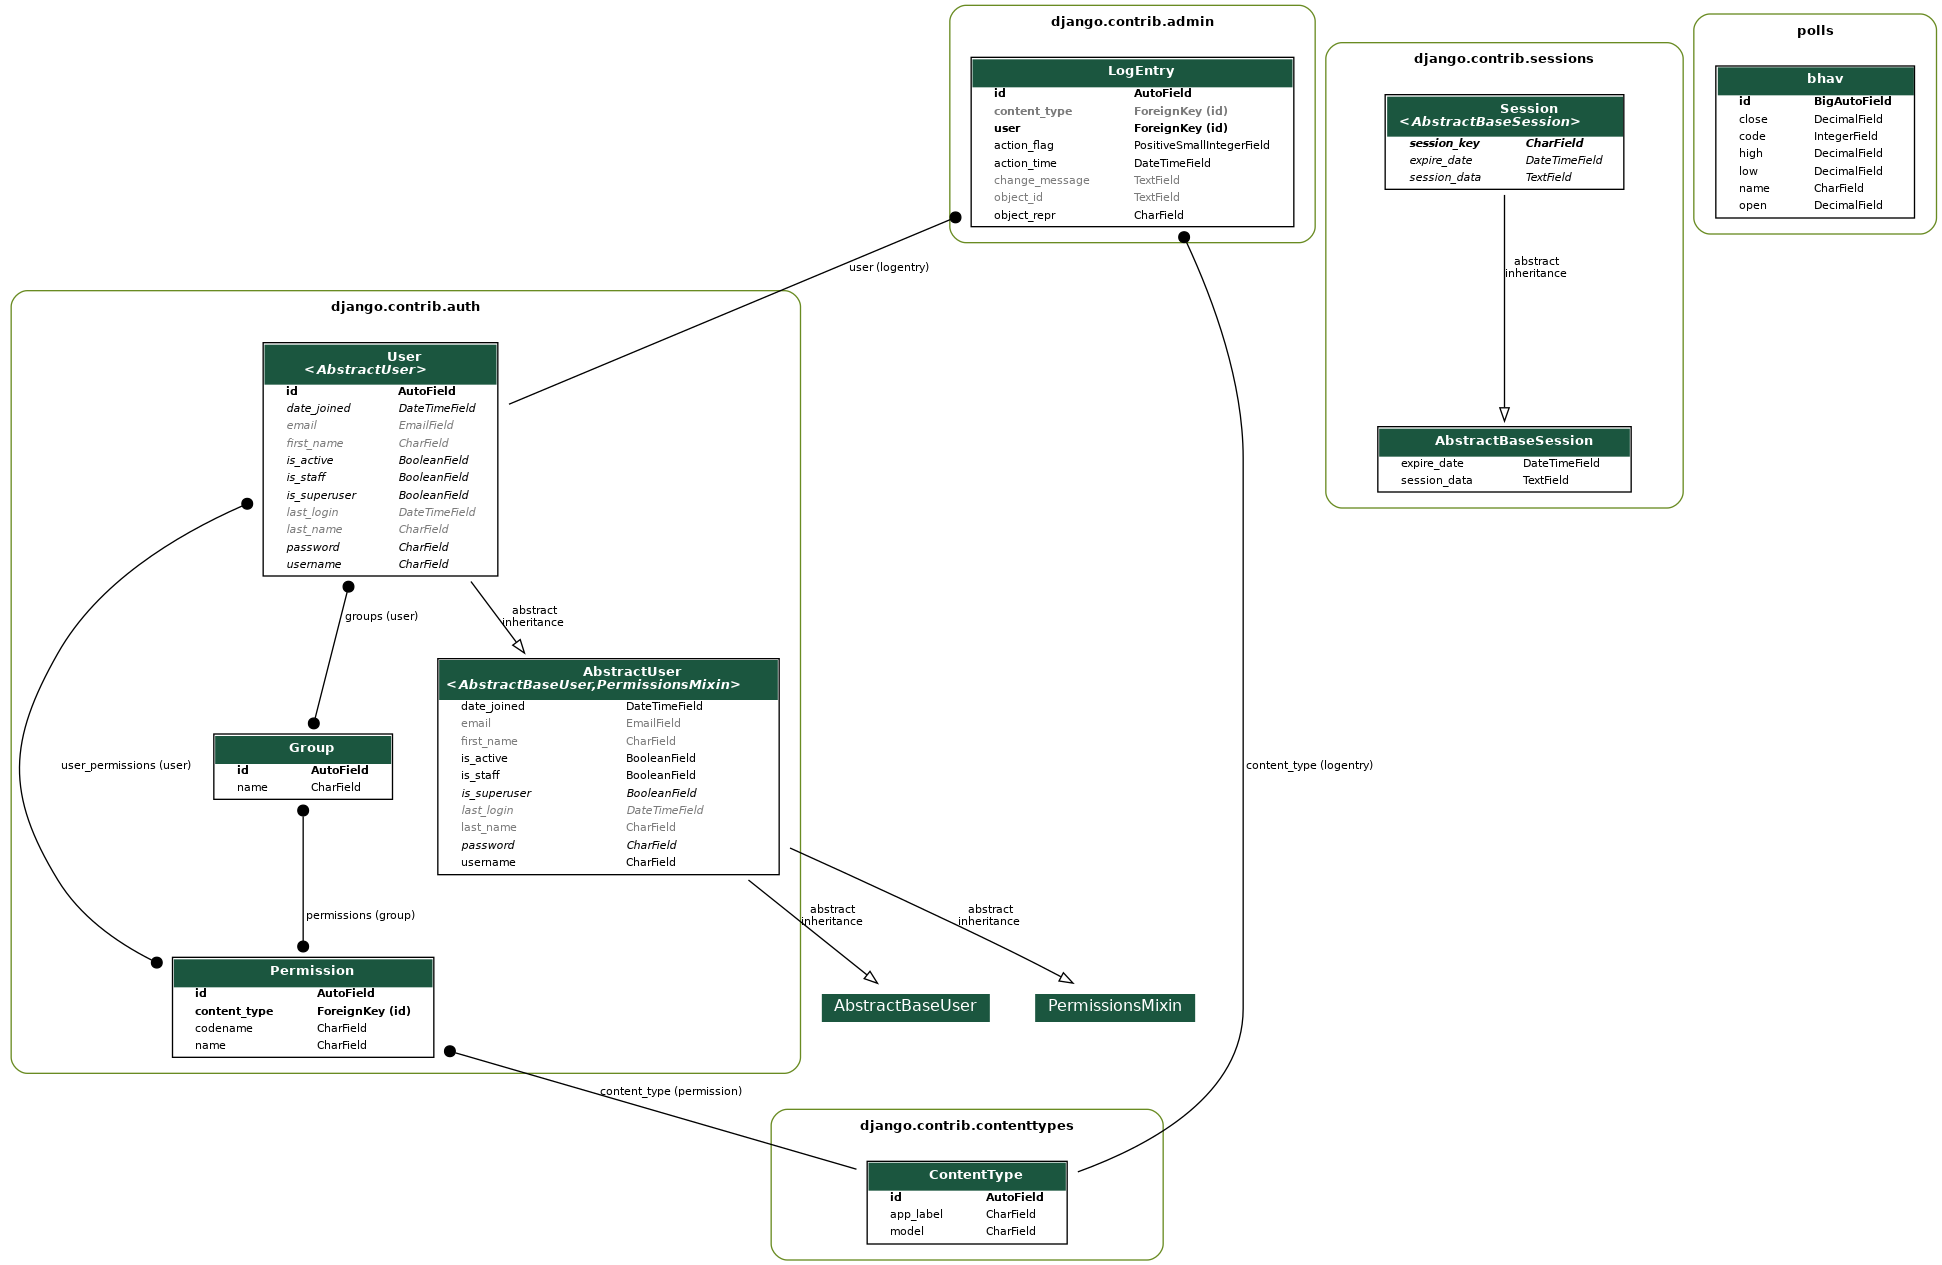 django.contrib.admin
LogEntry
id AutoField
content_type ForeignKey (id)
user ForeignKey (id)
action_flag PositiveSmallIntegerField
action_time DateTimeField
change_message TextField
object_id TextField
object_repr CharField
django.contrib.sessions
Session
<AbstractBaseSession>
session_key CharField
expire_date DateTimeField
session_data TextField
abstract
inheritance
AbstractBaseSession
expire_date DateTimeField
session_data TextField
polls
bhav
id BigAutoField
close DecimalField
code IntegerField
high DecimalField
low DecimalField
name CharField
open DecimalField
user (logentry)
django.contrib.auth
User
<AbstractUser>
id AutoField
date_joined DateTimeField
email EmailField
first_name CharField
is_active BooleanField
is_staff BooleanField
is_superuser BooleanField
last_login DateTimeField
last_name CharField
password CharField
username CharField
groups (user)
abstract
inheritance
AbstractUser
<AbstractBaseUser,PermissionsMixin>
date_joined DateTimeField
email EmailField
first_name CharField
is_active BooleanField
is_staff BooleanField
is_superuser BooleanField
last_login DateTimeField
last_name CharField
password CharField
username CharField
user_permissions (user)
Group
id AutoField
name CharField
content_type (logentry)
permissions (group)
abstract
inheritance
abstract
inheritance
Permission
id AutoField
content_type ForeignKey (id)
codename CharField
name CharField
AbstractBaseUser
PermissionsMixin
content_type (permission)
django.contrib.contenttypes
ContentType
id AutoField
app_label CharField
model CharField